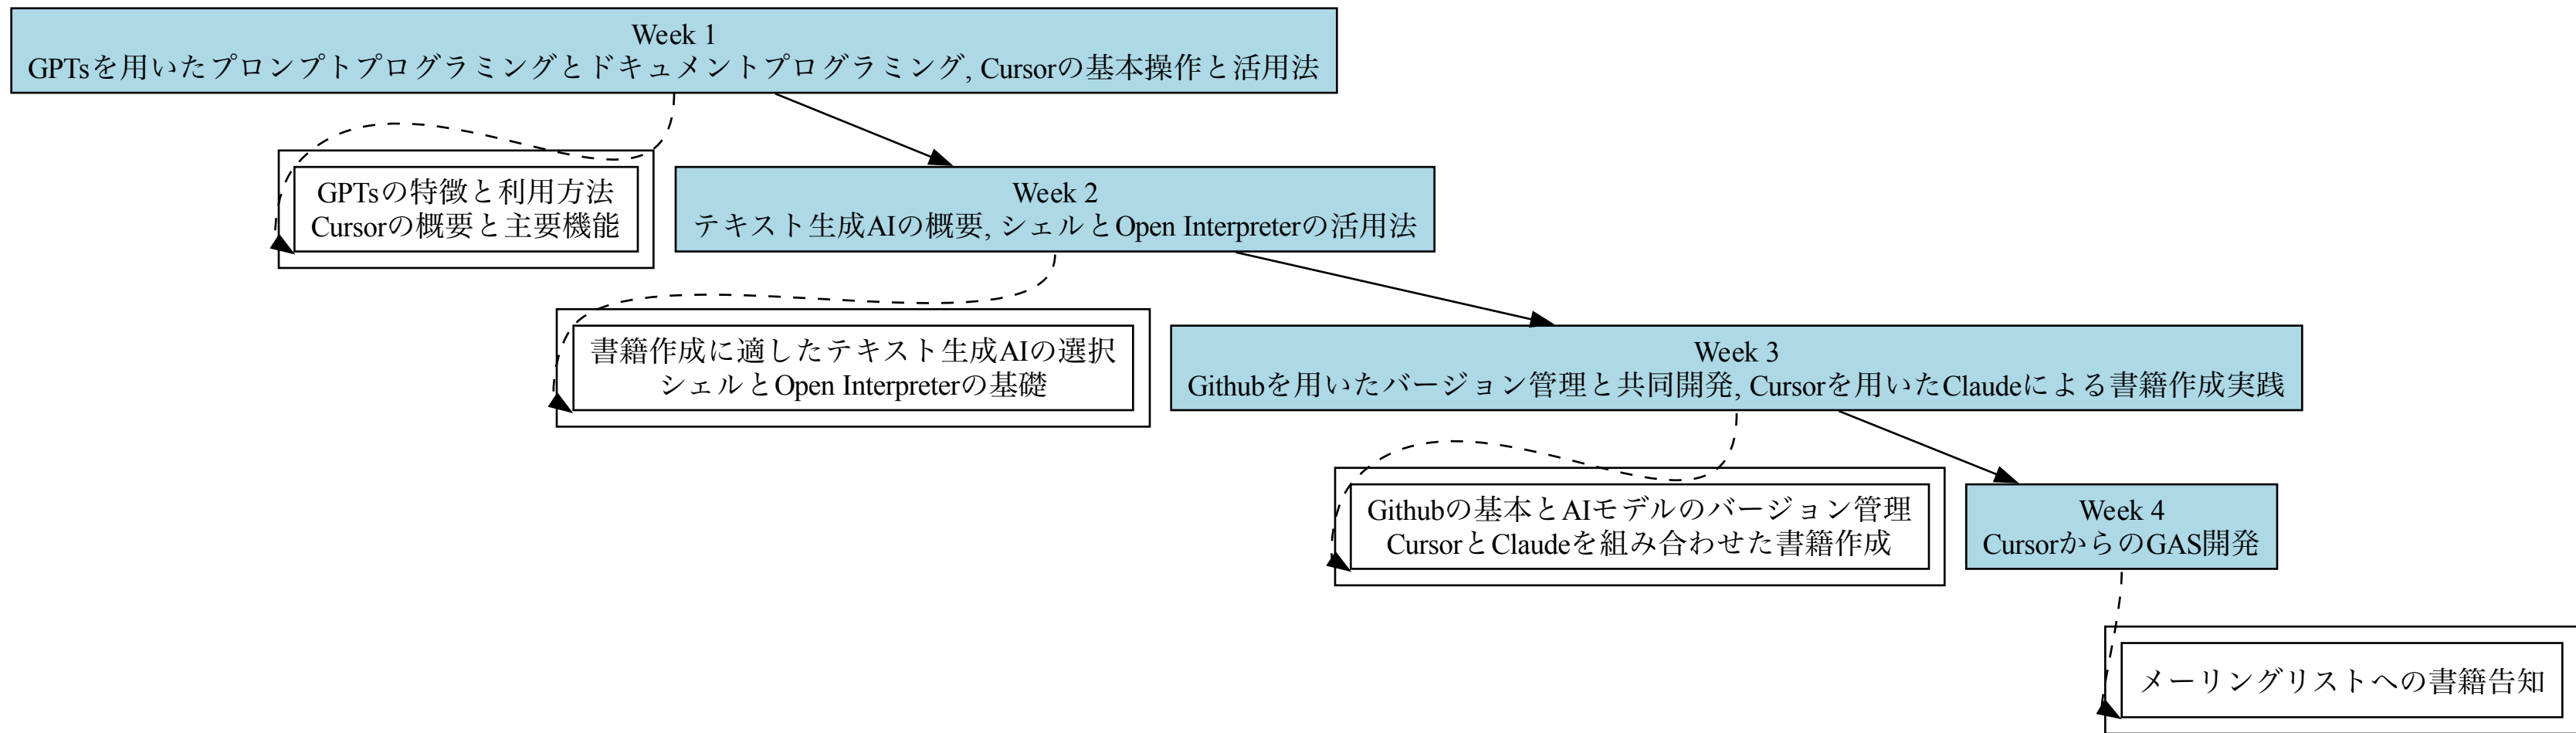 Week 1
GPTsを用いたプロンプトプログラミングとドキュメントプログラミング, Cursorの基本操作と活用法
GPTsの特徴と利用方法
Cursorの概要と主要機能
Week 2
テキスト生成AIの概要, シェルとOpen Interpreterの活用法
書籍作成に適したテキスト生成AIの選択
シェルとOpen Interpreterの基礎
Week 3
Githubを用いたバージョン管理と共同開発, Cursorを用いたClaudeによる書籍作成実践
Githubの基本とAIモデルのバージョン管理
CursorとClaudeを組み合わせた書籍作成
Week 4
CursorからのGAS開発
メーリングリストへの書籍告知